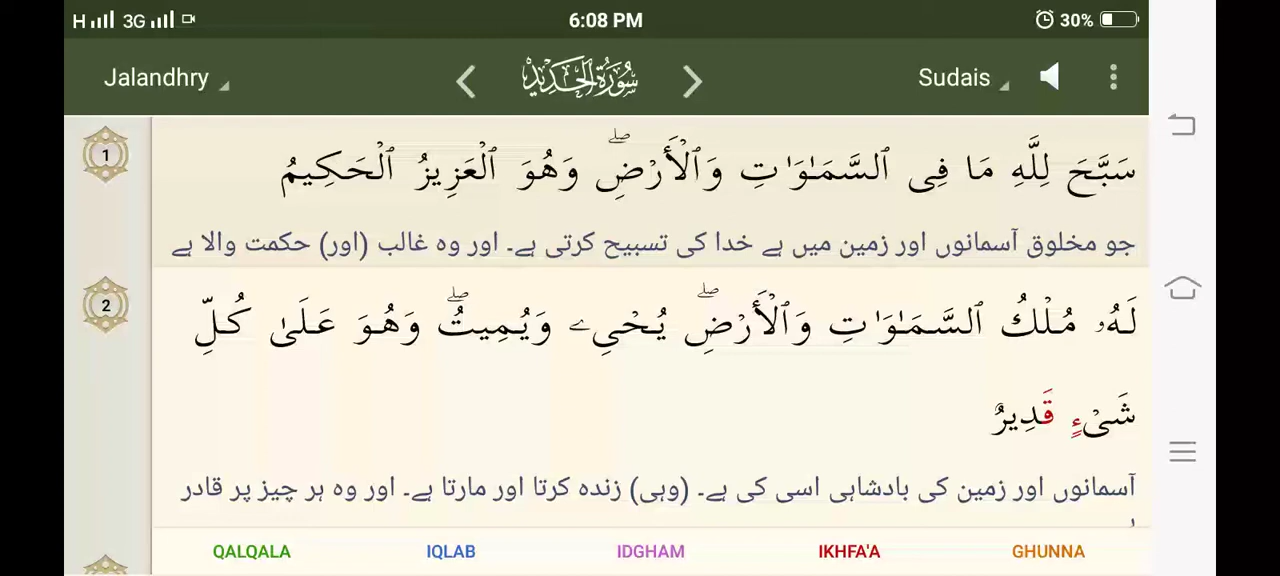 H 3G 6:08 PM 30%
Jalandhry سُورَةُ الحَدِيدِ Sudais
1
سَبَّحَ لِلَّهِ مَا فِى ٱلسَّمَـٰوَٰتِ وَٱلْأَرْضِ ۖ وَهُوَ ٱلْعَزِيزُ ٱلْحَكِيمُ
جو مخلوق آسمانوں اور زمین میں ہے خدا کی تسبیح کرتی ہے۔ اور وہ غالب (اور) حکمت والا ہے
2
لَهُۥ مُلْكُ ٱلسَّمَـٰوَٰتِ وَٱلْأَرْضِ ۖ يُحْىِۦ وَيُمِيتُ ۖ وَهُوَ عَلَىٰ كُلِّ
شَىْءٍ قَدِيرٌ
آسمانوں اور زمین کی بادشاہی اسی کی ہے۔ (وہی) زندہ کرتا اور مارتا ہے۔ اور وہ ہر چیز پر قادر
QALQALA IQLAB IDGHAM IKHFA'A GHUNNA